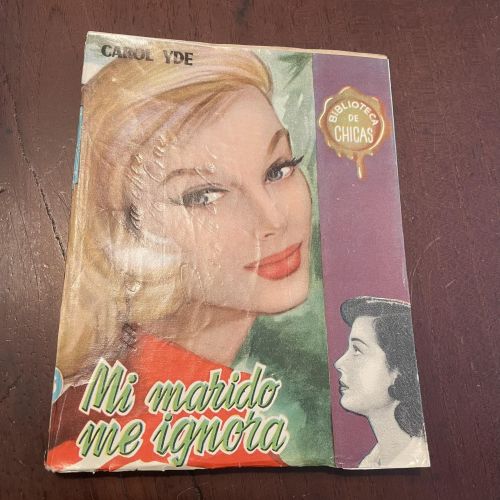 CAROL YDE
BIBLIOTECA
DE
CHICAS
Mi marido
me ignora